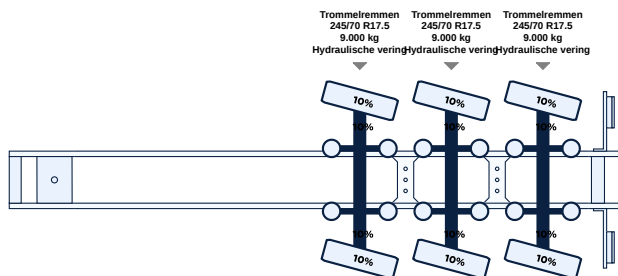 Trommelremmen Trommelremmen Trommelremmen
245/70 R17.5 245/70 R17.5 245/70 R17.5
9.000 kg 9.000 kg 9.000 kg
Hydraulische vering Hydraulische vering Hydraulische vering
10% 10% 10%
10% 10% 10%
10% 10% 10%
10% 10% 10%